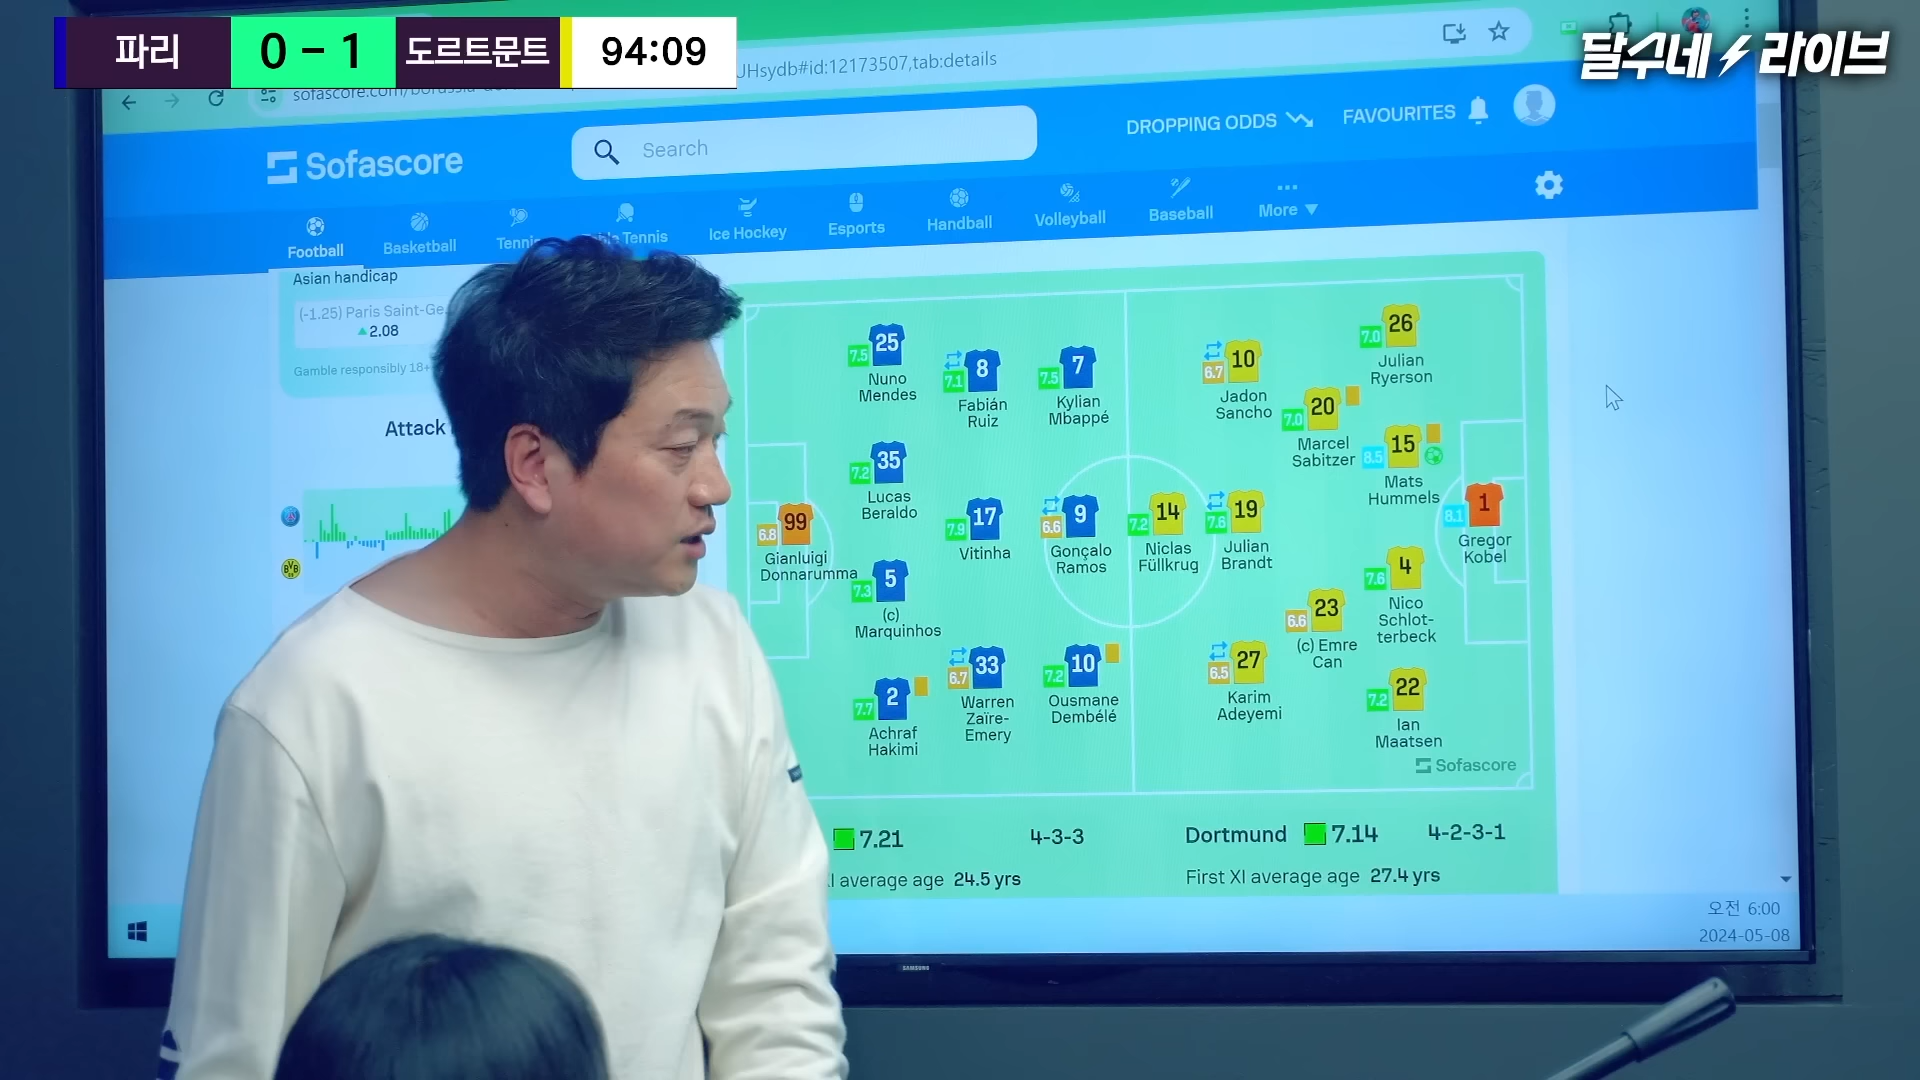 파리
0 - 1
도르트문트
94:09
달수네 라이브
JHsydb#id:12173507,tab:details
Sofascore
Search
DROPPING ODDS
FAVOURITES
Football
Basketball
Tennis
Tennis
Ice Hockey
Esports
Handball
Volleyball
Baseball
More
Asian handicap
(-1.25) Paris Saint-Ge
2.08
Gamble responsibly 18+
Attack
25
7.5
Nuno
Mendes
8
7.1
Fabián
Ruiz
7
7.5
Kylian
Mbappé
35
7.2
Lucas
Beraldo
99
6.8
Gianluigi
Donnarumma
17
7.9
Vitinha
9
6.6
Gonçalo
Ramos
5
7.3
(c)
Marquinhos
2
7.7
Achraf
Hakimi
33
6.7
Warren
Zaïre-
Emery
10
7.2
Ousmane
Dembélé
10
6.7
Jadon
Sancho
26
7.0
Julian
Ryerson
20
7.0
Marcel
Sabitzer
15
8.5
Mats
Hummels
14
7.2
Niclas
Füllkrug
19
7.6
Julian
Brandt
1
8.1
Gregor
Kobel
4
7.6
Nico
Schlot-
terbeck
23
6.6
(c) Emre
Can
27
6.5
Karim
Adeyemi
22
7.2
Ian
Maatsen
Sofascore
7.21
4-3-3
Dortmund
7.14
4-2-3-1
average age 24.5 yrs
First XI average age 27.4 yrs
오전 6:00
2024-05-08
SAMSUNG